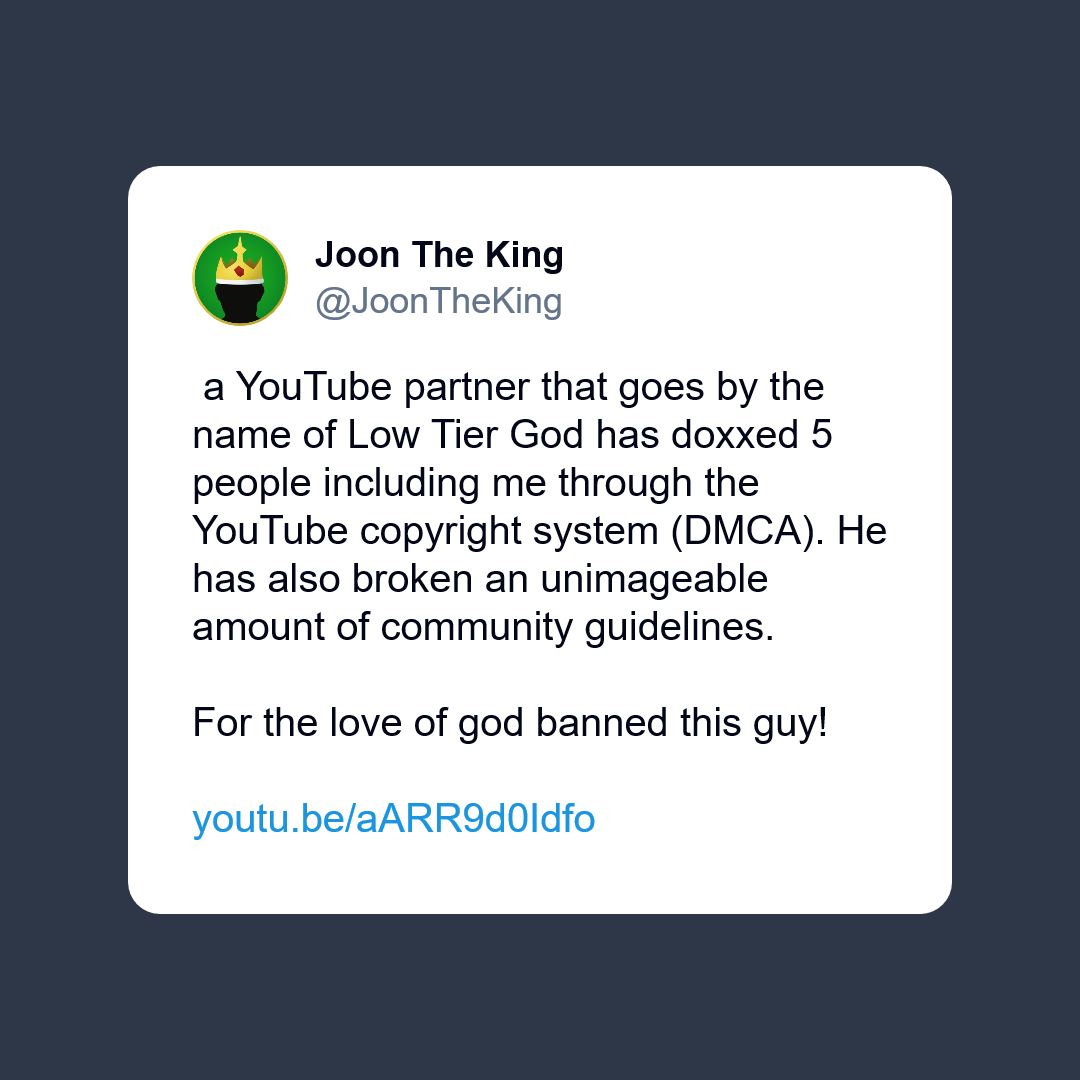 Joon The King
@JoonTheKing
a YouTube partner that goes by the
name of Low Tier God has doxxed 5
people including me through the
YouTube copyright system (DMCA). He
has also broken an unimageable
amount of community guidelines.
For the love of god banned this guy!
youtu.be/aARR9d0Idfo